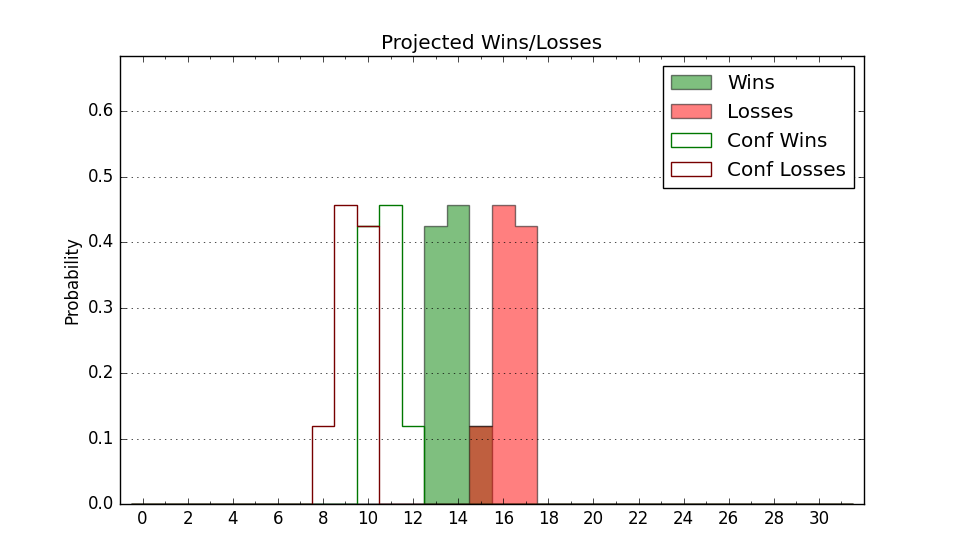 Projected Wins/Losses
Wins
Losses
Conf Wins
Conf Losses
Probability
0.6
0.5
0.4
0.3
0.2
0.1
0.0
0 2 4 6 8 10 12 14 16 18 20 22 24 26 28 30